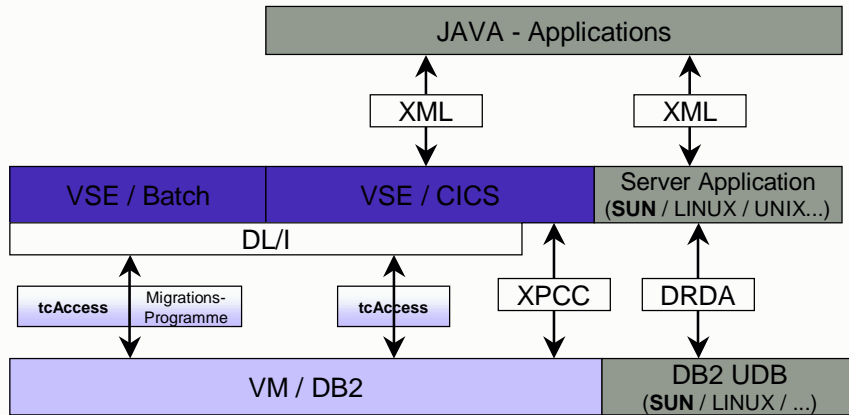 JAVA - Applications
XML
XML
VSE / Batch
VSE / CICS
Server Application
(SUN / LINUX / UNIX...)
DL/I
tcAccess
Migrations-
Programme
tcAccess
XPCC
DRDA
VM / DB2
DB2 UDB
(SUN / LINUX / ...)